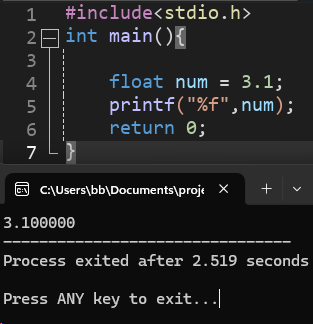 1 #include<stdio.h>
2 int main(){
3
4 float num = 3.1;
5 printf("%f",num);
6 return 0;
7 }
C:\Users\bb\Documents\proje × + ∨
3.100000
--------------------------------
Process exited after 2.519 seconds
Press ANY key to exit...